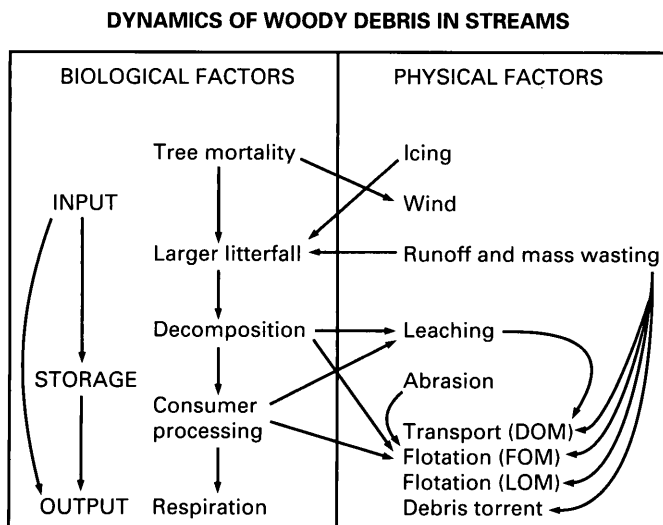 DYNAMICS OF WOODY DEBRIS IN STREAMS
BIOLOGICAL FACTORS
PHYSICAL FACTORS
INPUT
STORAGE
OUTPUT
Tree mortality
Larger litterfall
Decomposition
Consumer
processing
Respiration
Icing
Wind
Runoff and mass wasting
Leaching
Abrasion
Transport (DOM)
Flotation (FOM)
Flotation (LOM)
Debris torrent